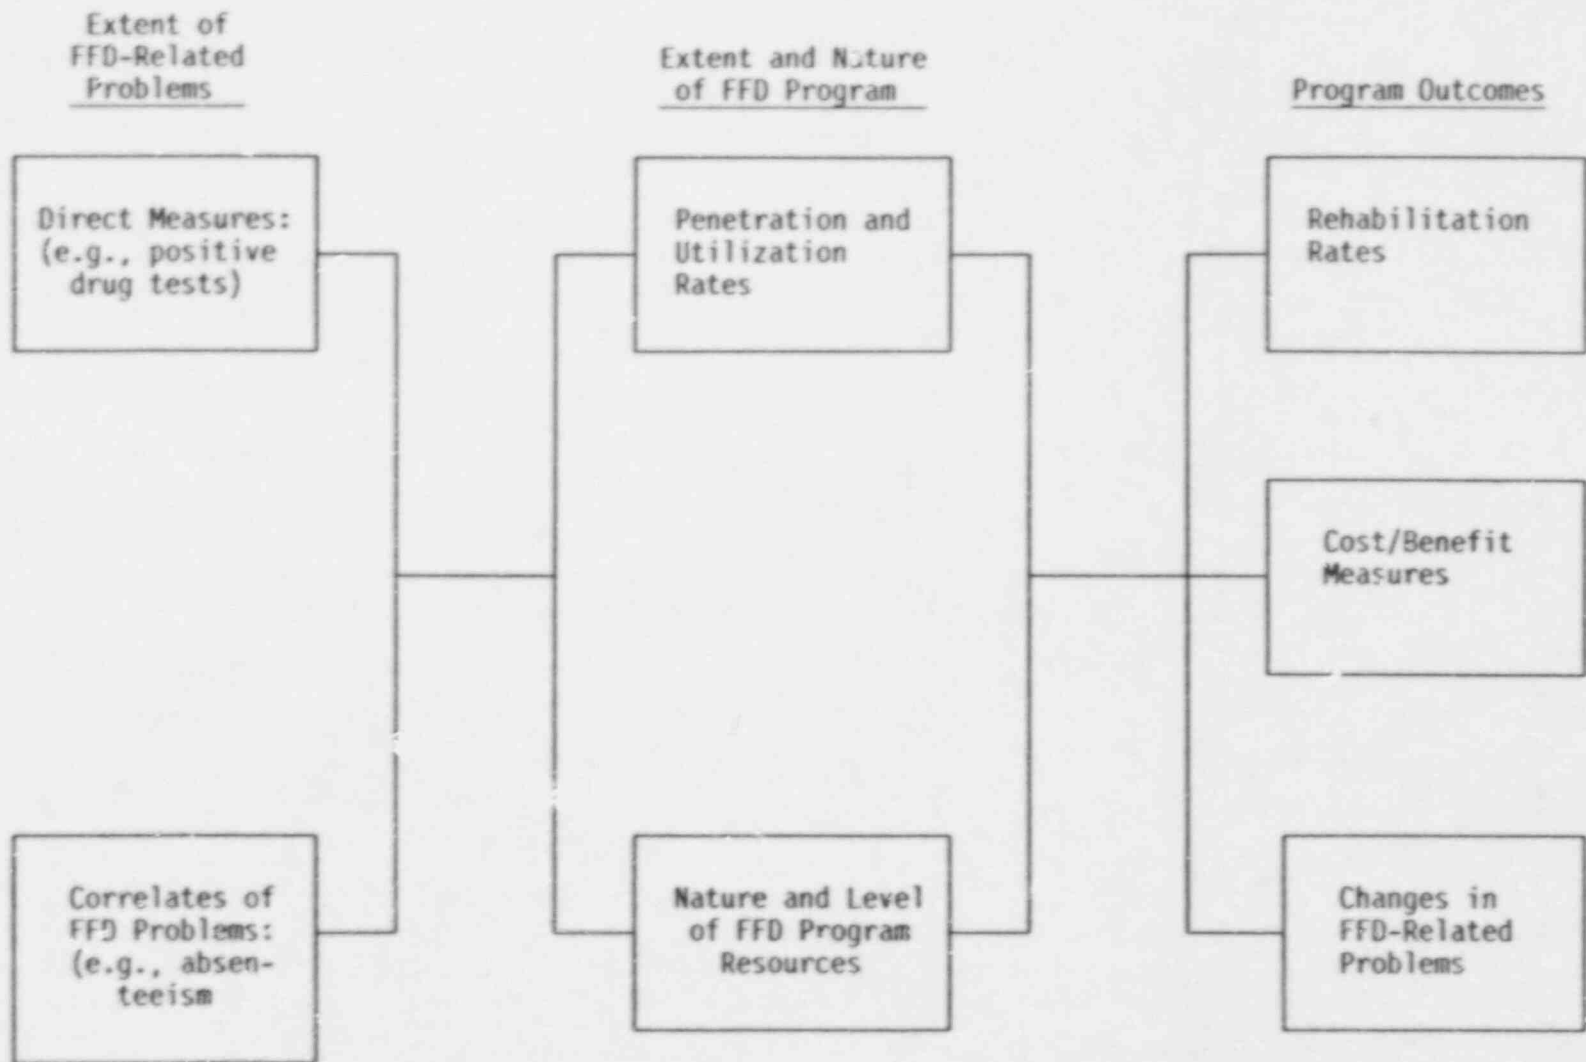 Extent of
FFD-Related
Problems
Extent and Nature
of FFD Program
Program Outcomes
Direct Measures:
(e.g., positive
drug tests)
Penetration and
Utilization
Rates
Rehabilitation
Rates
Cost/Benefit
Measures
Correlates of
FFD Problems:
(e.g., absen-
teeism
Nature and Level
of FFD Program
Resources
Changes in
FFD-Related
Problems